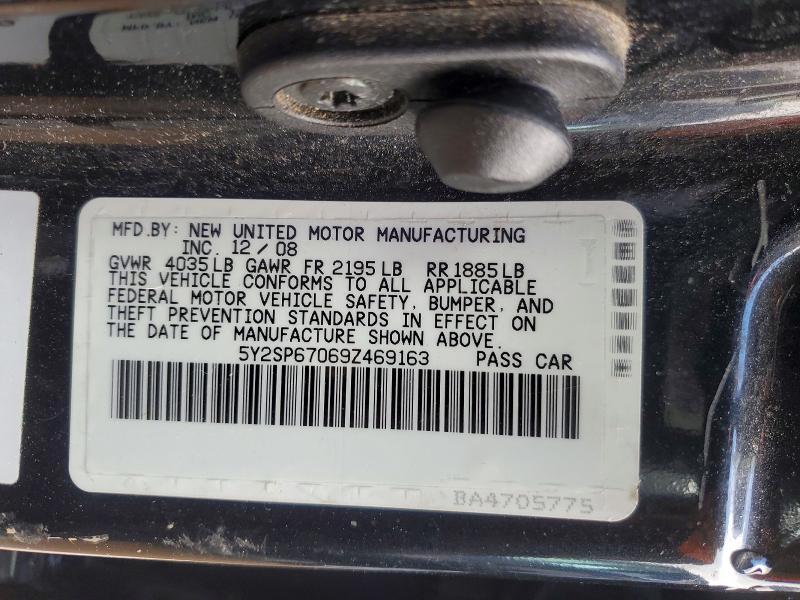 MFD.BY: NEW UNITED MOTOR MANUFACTURING
INC. 12 / 08
GVWR 4035LB GAWR FR 2195LB RR 1885LB
THIS VEHICLE CONFORMS TO ALL APPLICABLE
FEDERAL MOTOR VEHICLE SAFETY, BUMPER, AND
THEFT PREVENTION STANDARDS IN EFFECT ON
THE DATE OF MANUFACTURE SHOWN ABOVE.
5Y2SP67069Z469163 PASS CAR
BA4705775